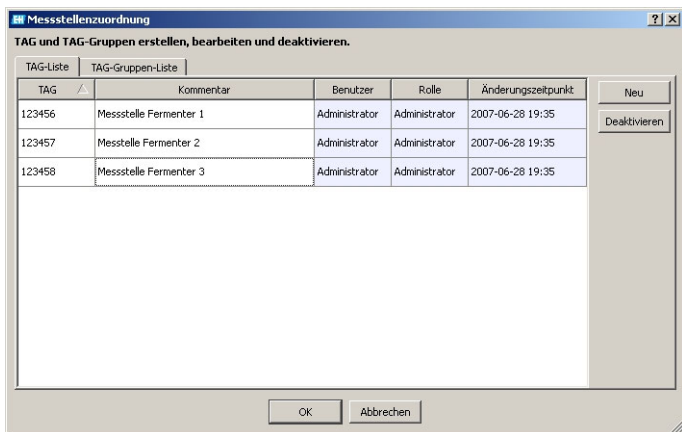 EH Messstellenzuordnung
TAG und TAG-Gruppen erstellen, bearbeiten und deaktivieren.
TAG-Liste TAG-Gruppen-Liste
TAG Kommentar Benutzer Rolle Änderungszeitpunkt
123456 Messstelle Fermenter 1 Administrator Administrator 2007-06-28 19:35
123457 Messtelle Fermenter 2 Administrator Administrator 2007-06-28 19:35
123458 Messstelle Fermenter 3 Administrator Administrator 2007-06-28 19:35
Neu
Deaktivieren
OK Abbrechen